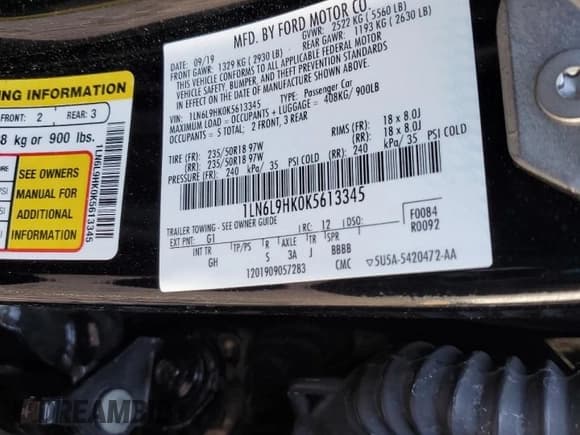 NG INFORMATION
FRONT: 2 REAR: 3
8 kg or 900 lbs.
SEE OWNERS
MANUAL FOR
ADDITIONAL
INFORMATION
1LN6L9HK0K5613345
MFD. BY FORD MOTOR CO.
DATE: 09/19 GVWR: 2522 KG ( 5560 LB)
FRONT GAWR: 1329 KG ( 2930 LB) REAR GAWR: 1193 KG ( 2630 LB)
THIS VEHICLE CONFORMS TO ALL APPLICABLE FEDERAL MOTOR
VEHICLE SAFETY, BUMPER, AND THEFT PREVENTION STANDARDS
IN EFFECT ON THE DATE OF MANUFACTURE SHOWN ABOVE.
VIN: 1LN6L9HK0K5613345 TYPE: Passenger Car
MAXIMUM LOAD = OCCUPANTS + LUGGAGE = 408KG/ 900LB
OCCUPANTS = 5 TOTAL: 2 FRONT, 3 REAR
TIRE (FR): 235/50R18 97W RIMS (FR): 18 x 8.0J
(RR): 235/50R18 97W (RR): 18 x 8.0J
PRESSURE (FR): 240 kPa/ 35 PSI COLD (RR): 240 kPa/ 35 PSI COLD
1LN6L9HK0K5613345
TRAILER TOWING - SEE OWNER GUIDE
EXT PNT: G1 RC: 12 DSO: F0084
R0092
INT TR TP/PS R AXLE TR SPR
GH S 3A J BBBB
1201909057283 CMC ▽5U5A-5420472-AA